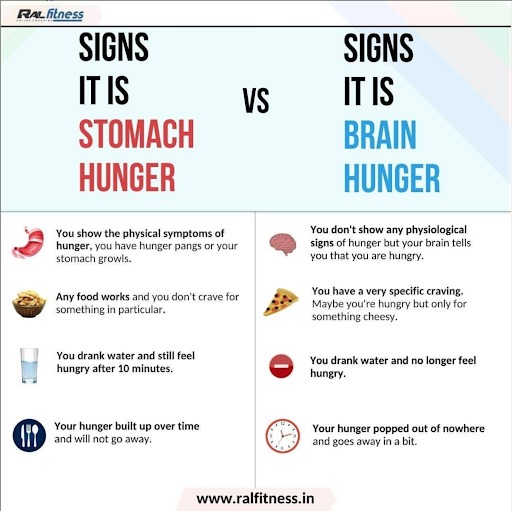 RAL fitness
SIGNS
IT IS
STOMACH
HUNGER
VS
SIGNS
IT IS
BRAIN
HUNGER
You show the physical symptoms of
hunger, you have hunger pangs or your
stomach growls.
Any food works and you don't crave for
something in particular.
You drank water and still feel
hungry after 10 minutes.
Your hunger built up over time
and will not go away.
You don't show any physiological
signs of hunger but your brain tells
you that you are hungry.
You have a very specific craving.
Maybe you're hungry but only for
something cheesy.
You drank water and no longer feel
hungry.
Your hunger popped out of nowhere
and goes away in a bit.
www.ralfitness.in